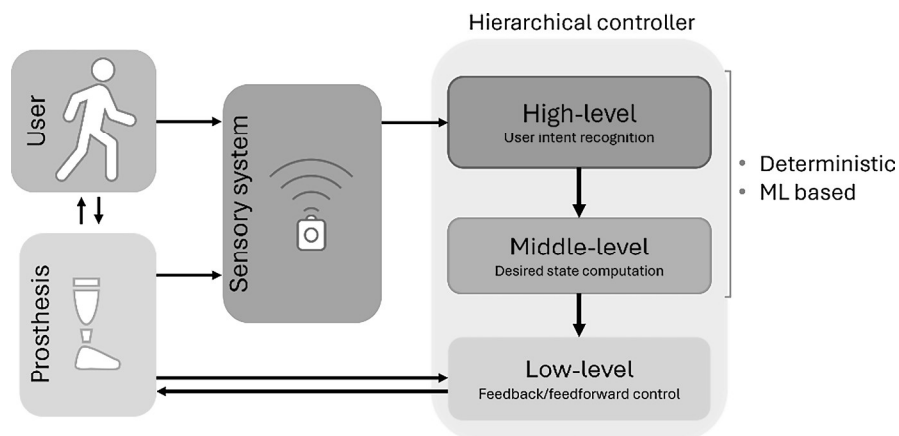 Hierarchical controller
User
Sensory system
High-level
User intent recognition
• Deterministic
• ML based
Middle-level
Desired state computation
Prosthesis
Low-level
Feedback/feedforward control